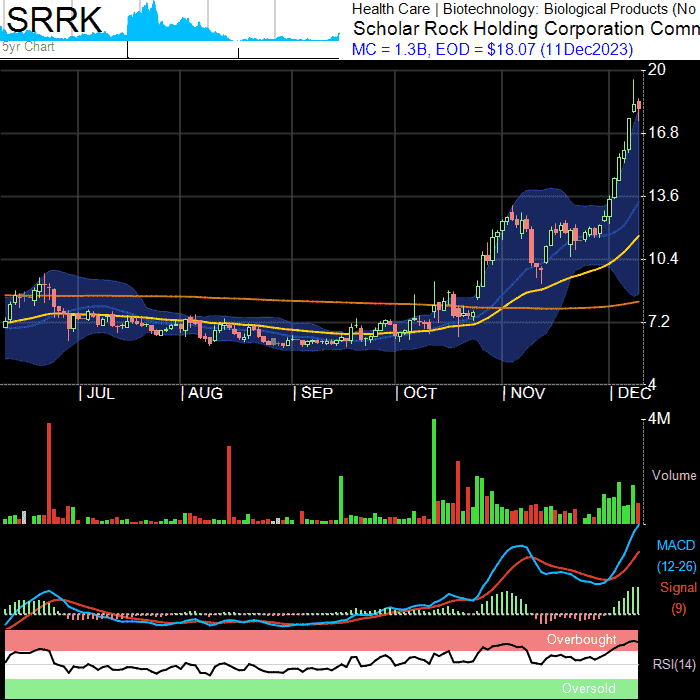 SRRK
5yr Chart
Health Care | Biotechnology: Biological Products (No
Scholar Rock Holding Corporation Comm
MC = 1.3B, EOD = $18.07 (11Dec2023)
20
16.8
13.6
10.4
7.2
4
| JUL | AUG | SEP | OCT | NOV | DEC
4M
Volume
MACD
(12-26)
Signal
(9)
Overbought
RSI(14)
Oversold